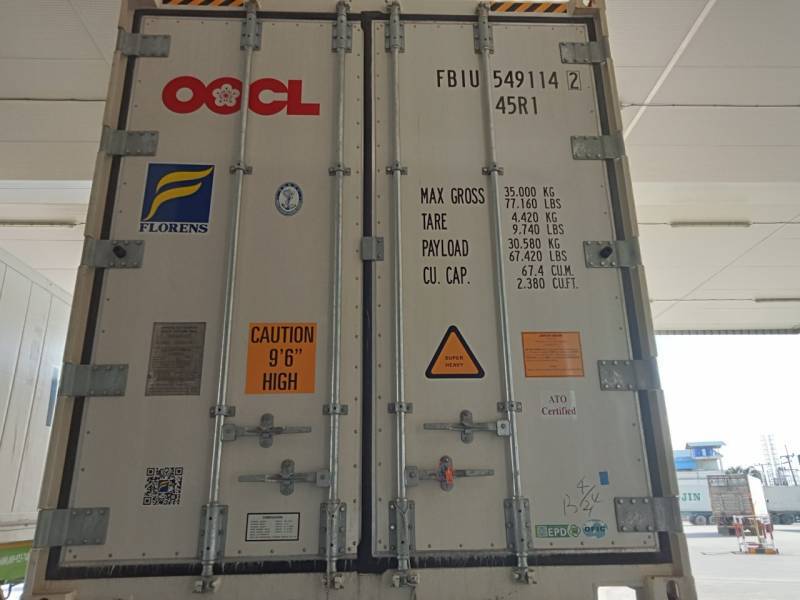 OOCL
FBIU 549114 2
45R1
FLORENS
MAX GROSS 35.000 KG
77.160 LBS
TARE 4.420 KG
9.740 LBS
PAYLOAD 30.580 KG
67.420 LBS
CU. CAP. 67.4 CU.M.
2.380 CU.FT.
CAUTION
9'6"
HIGH
SUPER
HEAVY
ATO
Certified
EPD
JIN